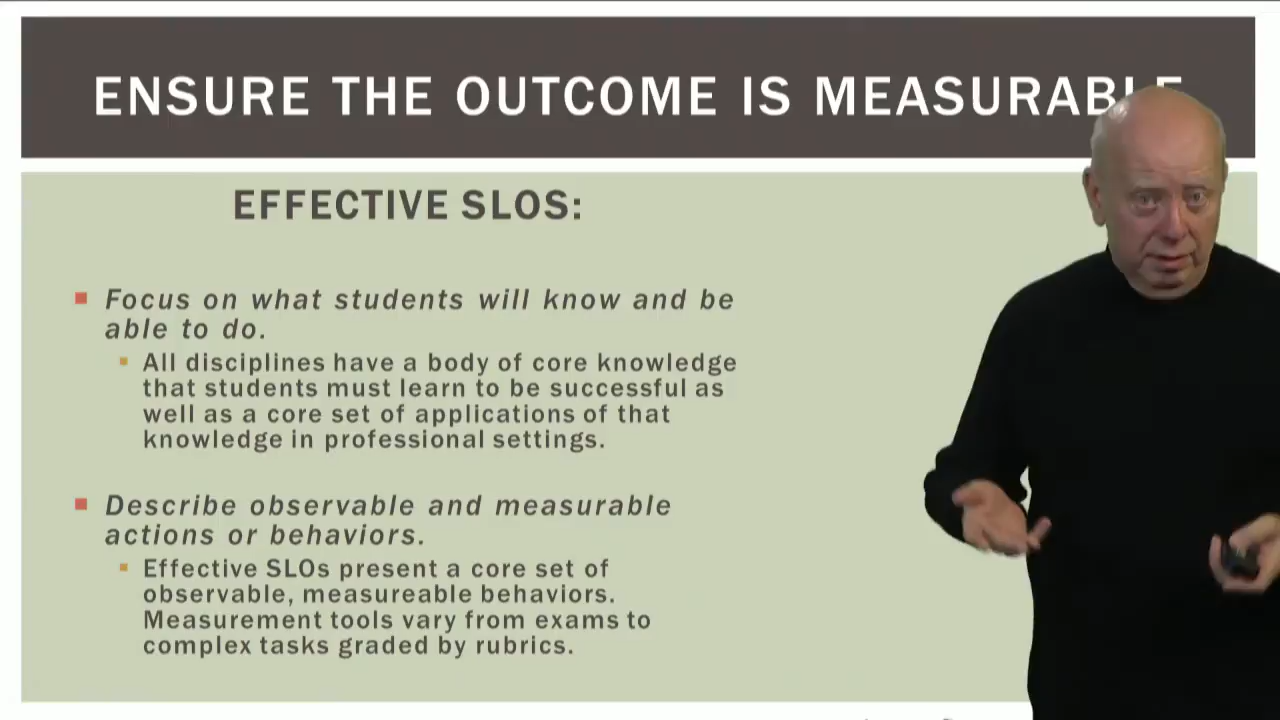 ENSURE THE OUTCOME IS MEASURABLE
EFFECTIVE SLOS:
Focus on what students will know and be
able to do.
All disciplines have a body of core knowledge
that students must learn to be successful as
well as a core set of applications of that
knowledge in professional settings.
Describe observable and measurable
actions or behaviors.
Effective SLOs present a core set of
observable, measureable behaviors.
Measurement tools vary from exams to
complex tasks graded by rubrics.